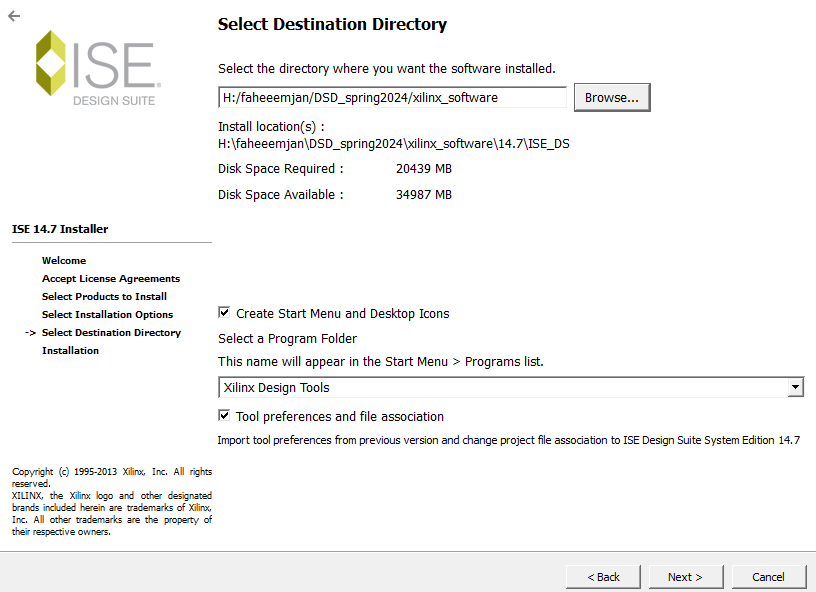 ISE
DESIGN SUITE
ISE 14.7 Installer
Welcome
Accept License Agreements
Select Products to Install
Select Installation Options
-> Select Destination Directory
Installation
Copyright (c) 1995-2013 Xilinx, Inc. All rights
reserved.
XILINX, the Xilinx logo and other designated
brands included herein are trademarks of Xilinx,
Inc. All other trademarks are the property of
their respective owners.
Select Destination Directory
Select the directory where you want the software installed.
H:/faheeemjan/DSD_spring2024/xilinx_software
Browse...
Install location(s) :
H:\faheeemjan\DSD_spring2024\xilinx_software\14.7\ISE_DS
Disk Space Required : 20439 MB
Disk Space Available : 34987 MB
Create Start Menu and Desktop Icons
Select a Program Folder
This name will appear in the Start Menu > Programs list.
Xilinx Design Tools
Tool preferences and file association
Import tool preferences from previous version and change project file association to ISE Design Suite System Edition 14.7
< Back Next > Cancel